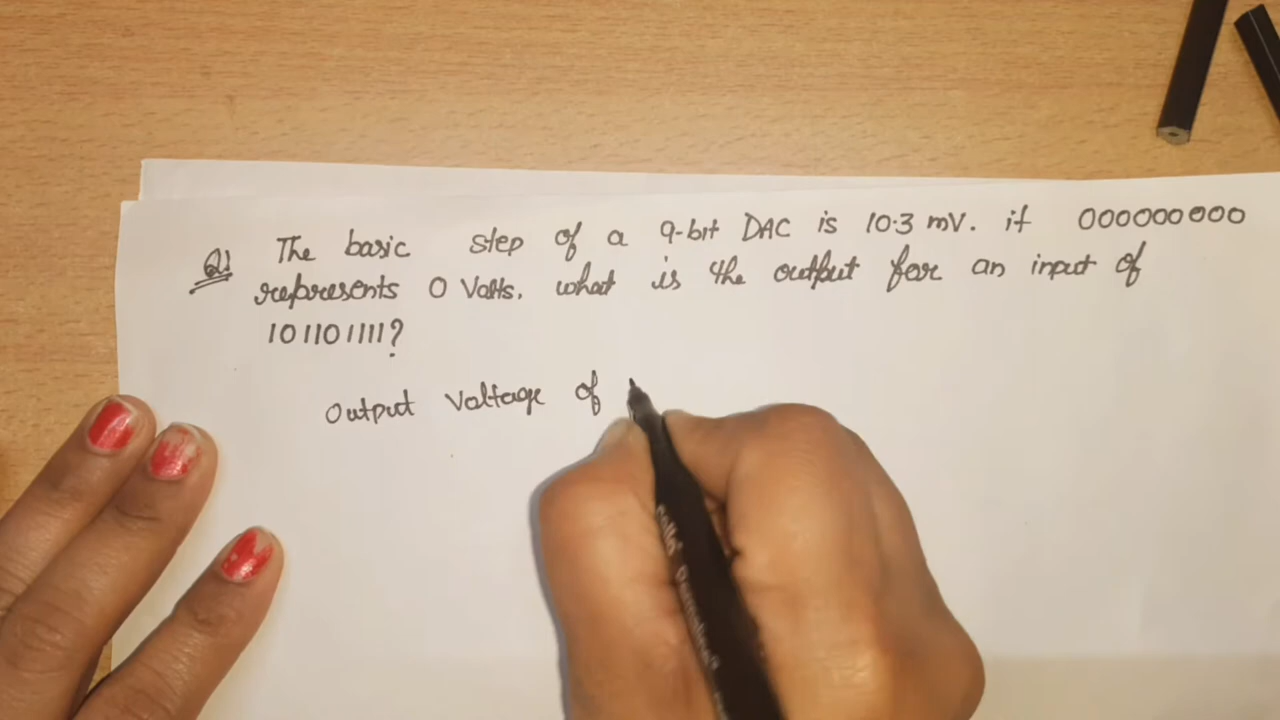 Q1 The basic step of a 9-bit DAC is 10.3 mV. if 000000000
represents 0 Volts. what is the output for an input of
101101111?
Output Voltage of